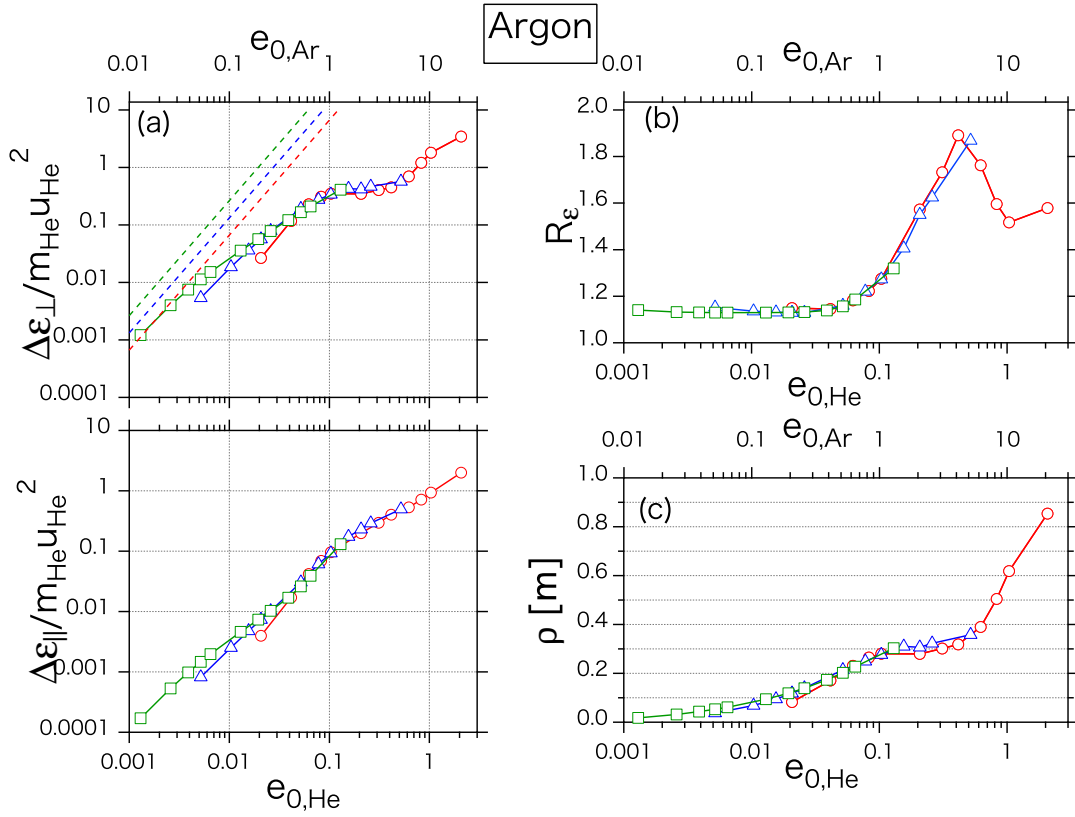 Argon
e0,Ar
0.01 0.1 1 10
(a)
10
1
0.1
0.01
0.001
0.0001
Δε⊥/mHeuHe2
10
1
0.1
0.01
0.001
0.0001
Δε||/mHeuHe2
0.001 0.01 0.1 1
e0,He
e0,Ar
0.01 1 10
(b)
2.0
1.8
1.6
1.4
1.2
1.0
Rε
0.001 0.01 0.1 1
e0,He
e0,Ar
0.01 0.1 1 10
(c)
1.0
0.8
0.6
0.4
0.2
0.0
ρ [m]
0.001 0.01 0.1 1
e0,He